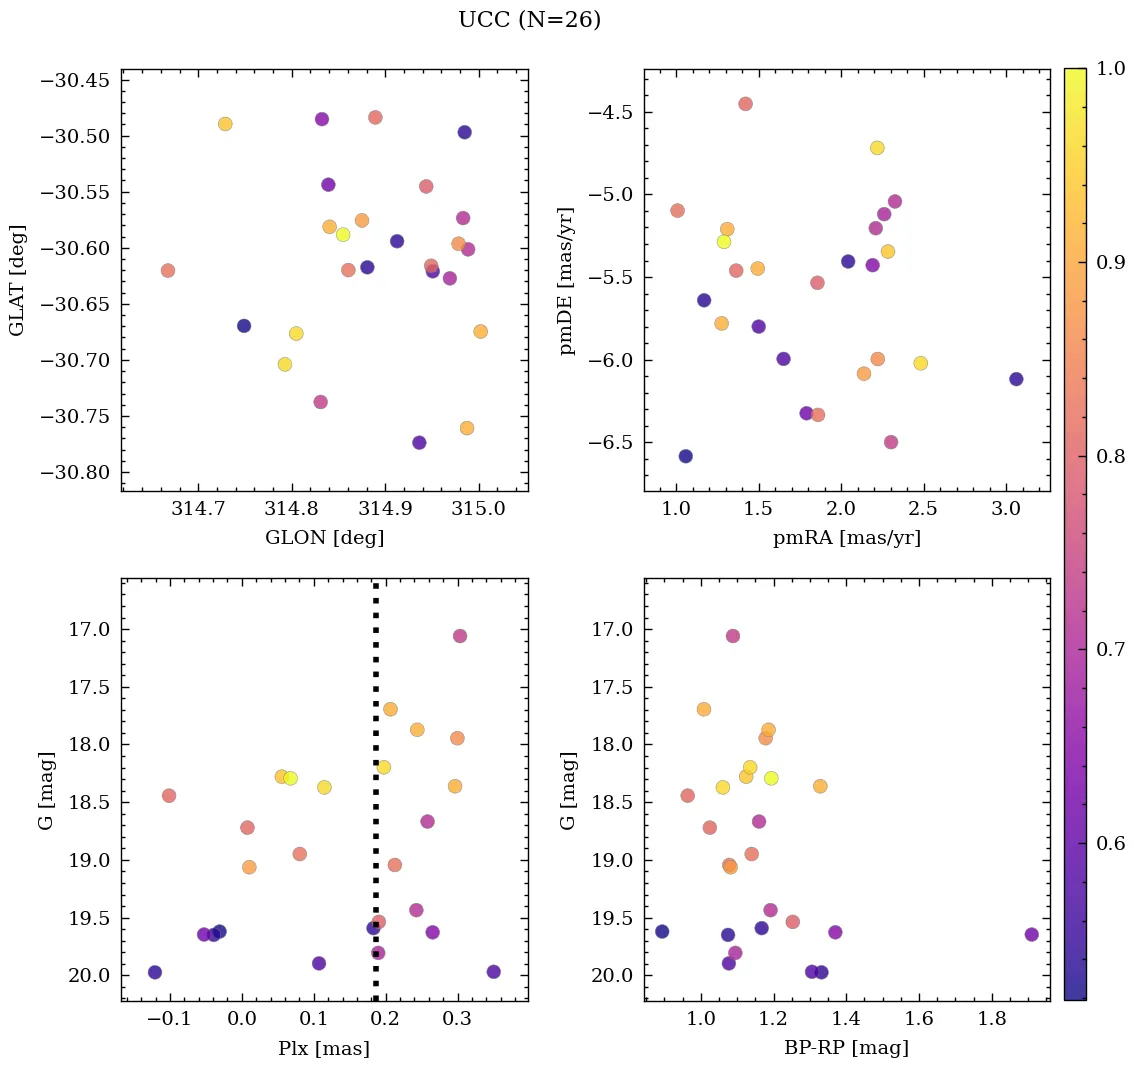 UCC (N=26)
−30.45
−30.50
−30.55
−30.60
−30.65
−30.70
−30.75
−30.80
GLAT [deg]
314.7 314.8 314.9 315.0
GLON [deg]
−4.5
−5.0
−5.5
−6.0
−6.5
pmDE [mas/yr]
1.0 1.5 2.0 2.5 3.0
pmRA [mas/yr]
17.0
17.5
18.0
18.5
19.0
19.5
20.0
G [mag]
−0.1 0.0 0.1 0.2 0.3
Plx [mas]
17.0
17.5
18.0
18.5
19.0
19.5
20.0
G [mag]
1.0 1.2 1.4 1.6 1.8
BP-RP [mag]
1.0
0.9
0.8
0.7
0.6